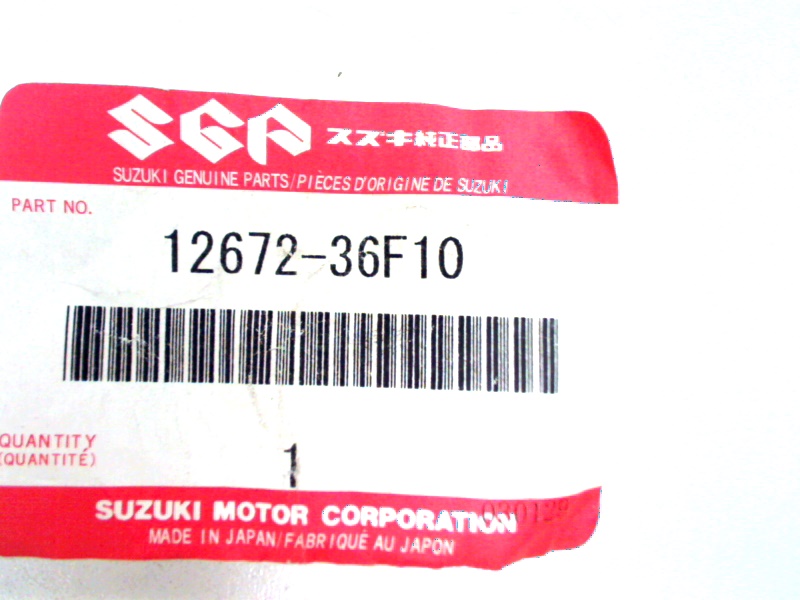 SGP スズキ純正部品
SUZUKI GENUINE PARTS/PIÈCES D'ORIGINE DE SUZUKI
PART NO.
12672-36F10
QUANTITY
(QUANTITÉ)
1
SUZUKI MOTOR CORPORATION
MADE IN JAPAN/FABRIQUÉ AU JAPON